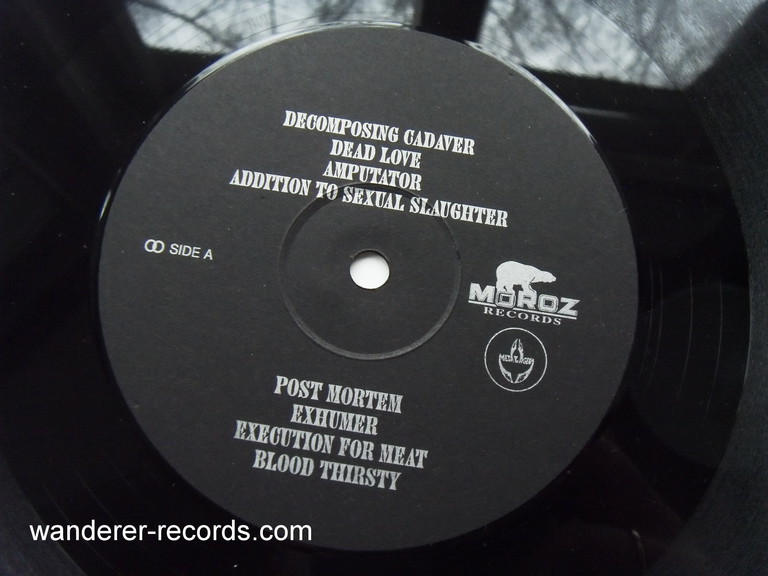 DECOMPOSING CADAVER
DEAD LOVE
AMPUTATOR
ADDITION TO SEXUAL SLAUGHTER
SIDE A
MOROZ
RECORDS
POST MORTEM
EXHUMER
EXECUTION FOR MEAT
BLOOD THIRSTY
wanderer-records.com